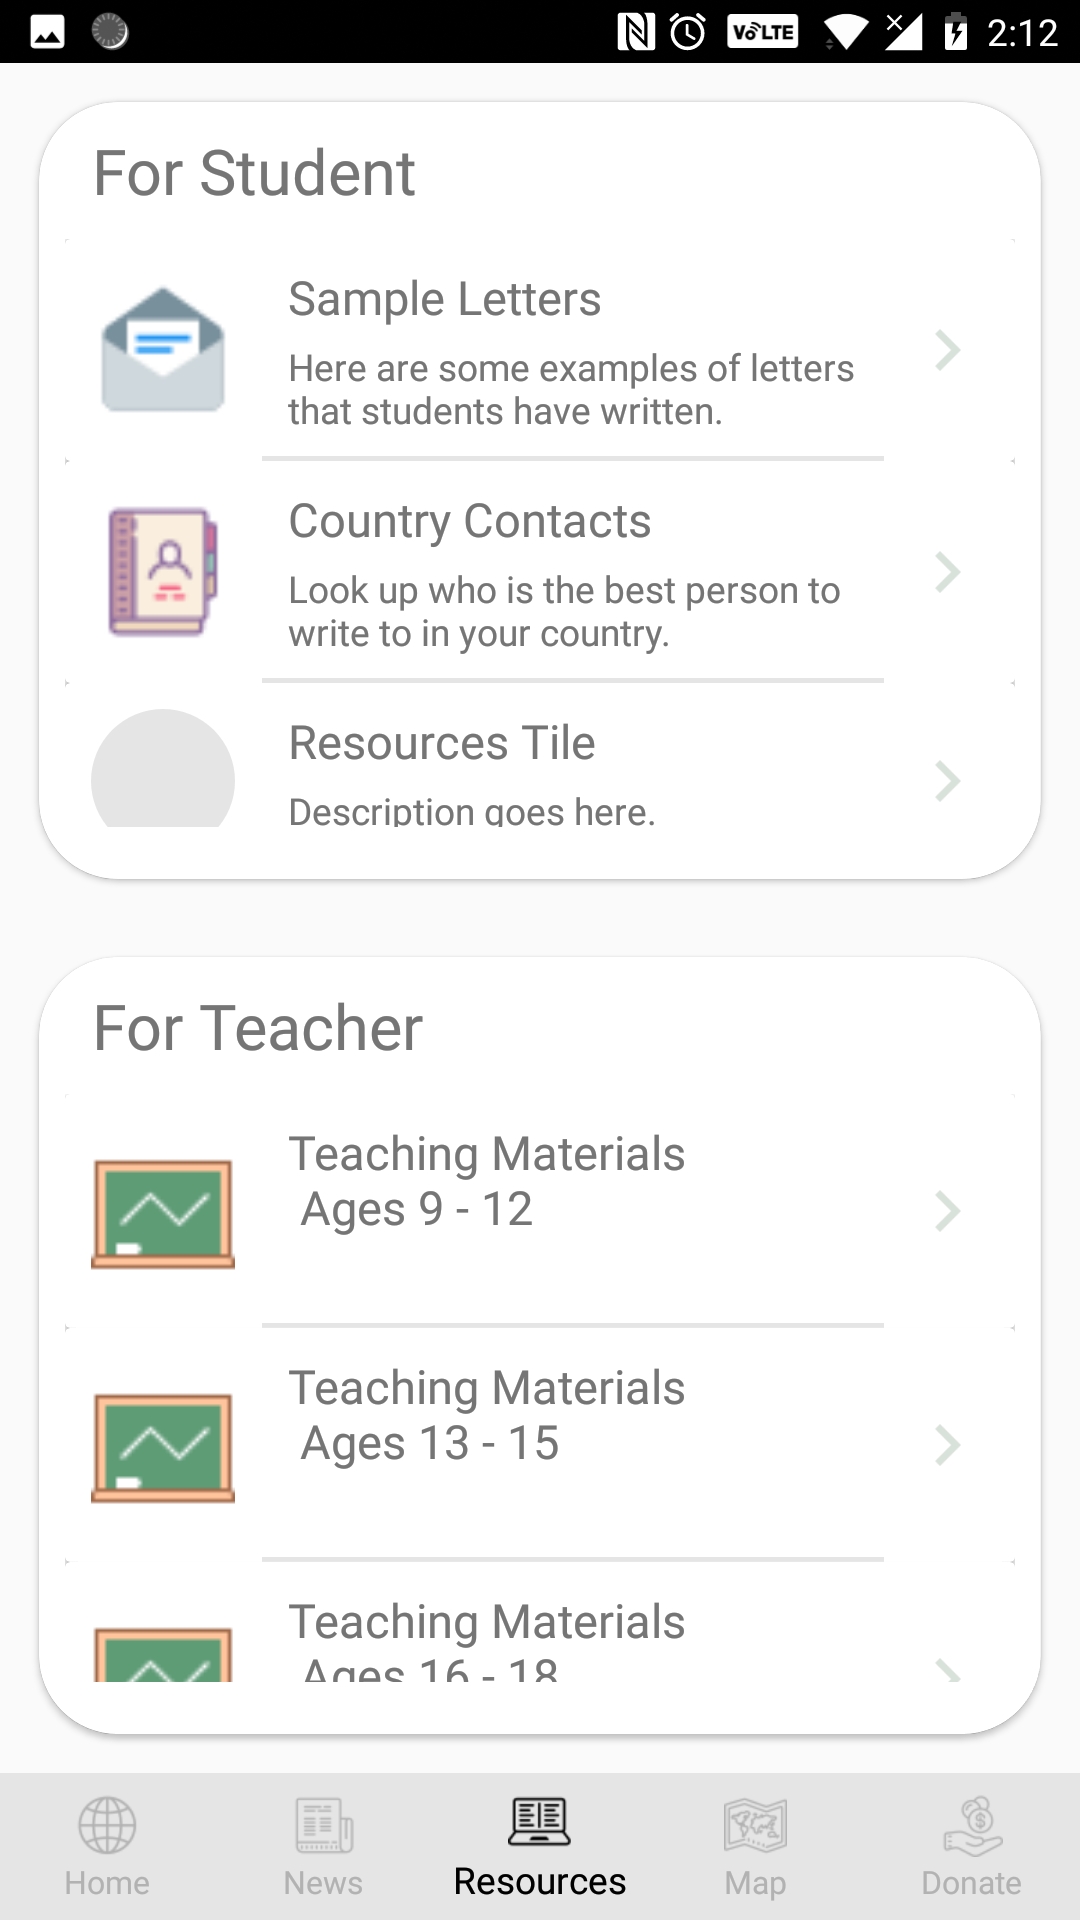 VoLTE 2:12
For Student
Sample Letters
Here are some examples of letters
that students have written.
Country Contacts
Look up who is the best person to
write to in your country.
Resources Tile
Description goes here.
For Teacher
Teaching Materials
Ages 9 - 12
Teaching Materials
Ages 13 - 15
Teaching Materials
Ages 16 - 18
Home News Resources Map Donate